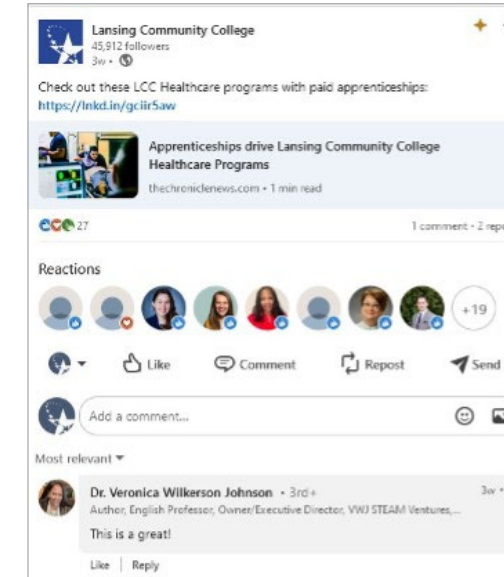 Lansing Community College
45,912 followers
3w •
Check out these LCC Healthcare programs with paid apprenticeships:
https://lnkd.in/gciir5aw
Apprenticeships drive Lansing Community College
Healthcare Programs
thechroniclenews.com • 1 min read
27
1 comment • 2 repo
Reactions
+19
Like
Comment
Repost
Send
Add a comment...
Most relevant
Dr. Veronica Wilkerson Johnson • 3rd+
3w •
Author, English Professor, Owner/Executive Director, VWJ STEAM Ventures,...
This is a great!
Like | Reply